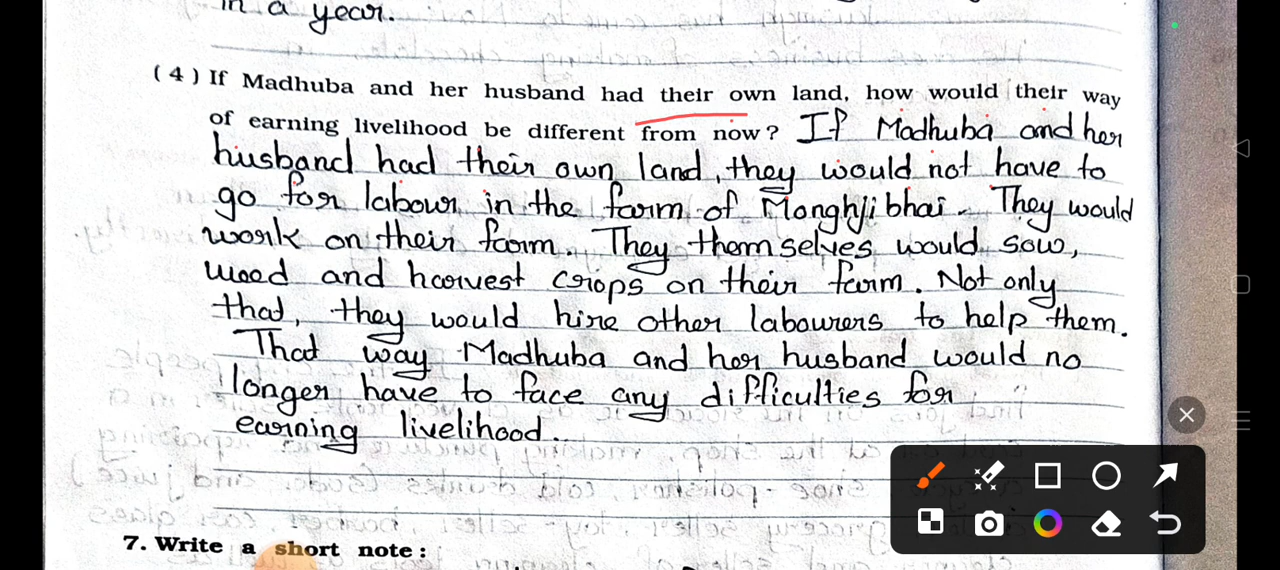 in a year.
( 4 ) If Madhuba and her husband had their own land, how would their way
of earning livelihood be different from now? If Madhuba and her
husband had their own land, they would not have to
go for labour in the farm of Manghjibhai. They would
work on their farm. They themselves would sow,
weed and harvest crops on their farm. Not only
that, they would hire other labourers to help them.
That way Madhuba and her husband would no
longer have to face any difficulties for
earning livelihood.
7. Write a short note :